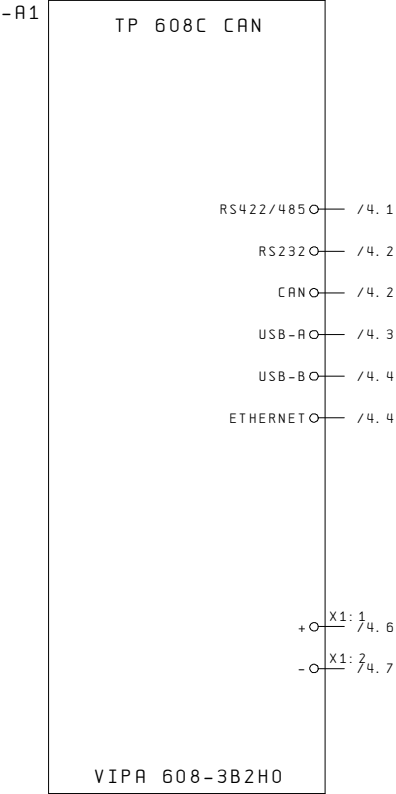 -A1
TP 608C CAN
RS422/485 /4.1
RS232 /4.2
CAN /4.2
USB-A /4.3
USB-B /4.4
ETHERNET /4.4
X1:1
+ /4.6
X1:2
- /4.7
VIPA 608-3B2H0